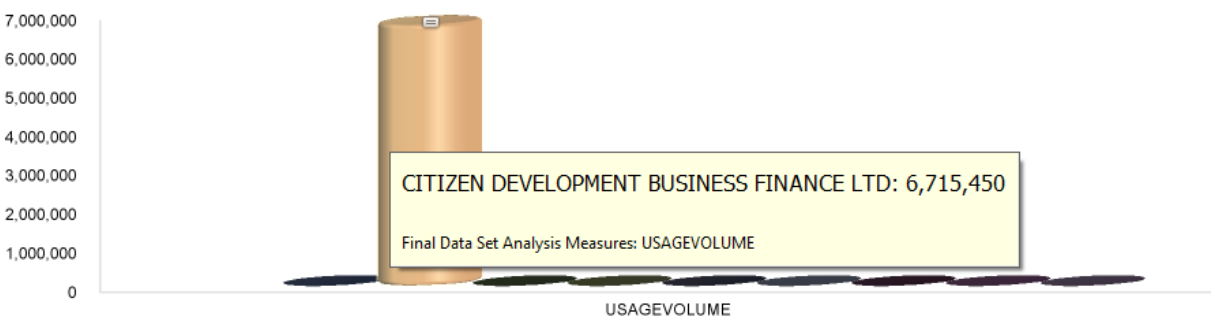 7,000,000
6,000,000
5,000,000
4,000,000
3,000,000
2,000,000
1,000,000
0
CITIZEN DEVELOPMENT BUSINESS FINANCE LTD: 6,715,450
Final Data Set Analysis Measures: USAGEVOLUME
USAGEVOLUME